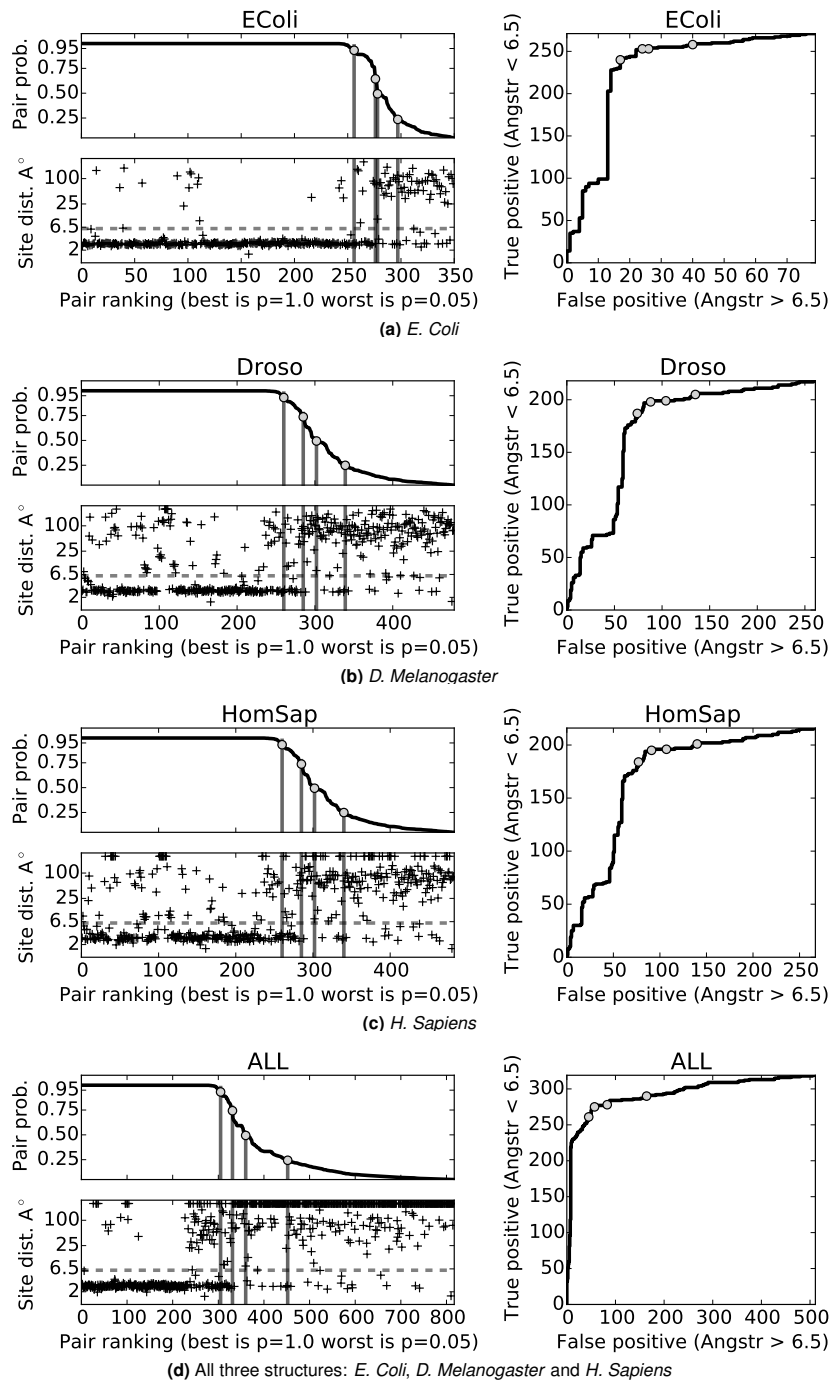 EColi
Pair prob.
0.95
0.75
0.50
0.25
Site dist. A°
100
25
6.5
2
0 50 100 150 200 250 300 350
Pair ranking (best is p=1.0 worst is p=0.05)
EColi
True positive (Angstr < 6.5)
250
200
150
100
50
0
0 10 20 30 40 50 60 70
False positive (Angstr > 6.5)
(a) E. Coli
Droso
Pair prob.
0.95
0.75
0.50
0.25
Site dist. A°
100
25
6.5
2
0 100 200 300 400
Pair ranking (best is p=1.0 worst is p=0.05)
Droso
True positive (Angstr < 6.5)
200
150
100
50
0
0 50 100 150 200 250
False positive (Angstr > 6.5)
(b) D. Melanogaster
HomSap
Pair prob.
0.95
0.75
0.50
0.25
Site dist. A°
100
25
6.5
2
0 100 200 300 400
Pair ranking (best is p=1.0 worst is p=0.05)
HomSap
True positive (Angstr < 6.5)
200
150
100
50
0
0 50 100 150 200 250
False positive (Angstr > 6.5)
(c) H. Sapiens
ALL
Pair prob.
0.95
0.75
0.50
0.25
Site dist. A°
100
25
6.5
2
0 100 200 300 400 500 600 700 800
Pair ranking (best is p=1.0 worst is p=0.05)
ALL
True positive (Angstr < 6.5)
300
250
200
150
100
50
0
0 100 200 300 400 500
False positive (Angstr > 6.5)
(d) All three structures: E. Coli, D. Melanogaster and H. Sapiens